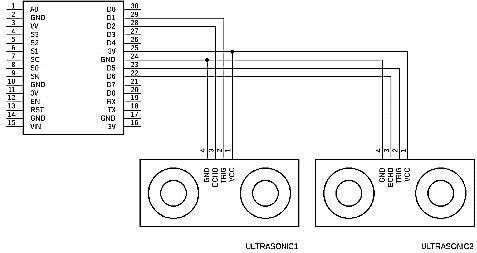 1 A0 D0 30
2 GND D1 29
3 VV D2 28
4 S3 D3 27
5 S2 D4 26
6 S1 3V 25
7 SC GND 24
8 S0 D5 23
9 SK D6 22
10 GND D7 21
11 3V D8 20
12 EN RX 19
13 RST TX 18
14 GND GND 17
15 VIN 3V 16
4 3 2 1
GND ECHO TRIG VCC
4 3 2 1
GND ECHO TRIG VCC
ULTRASONIC1
ULTRASONIC2